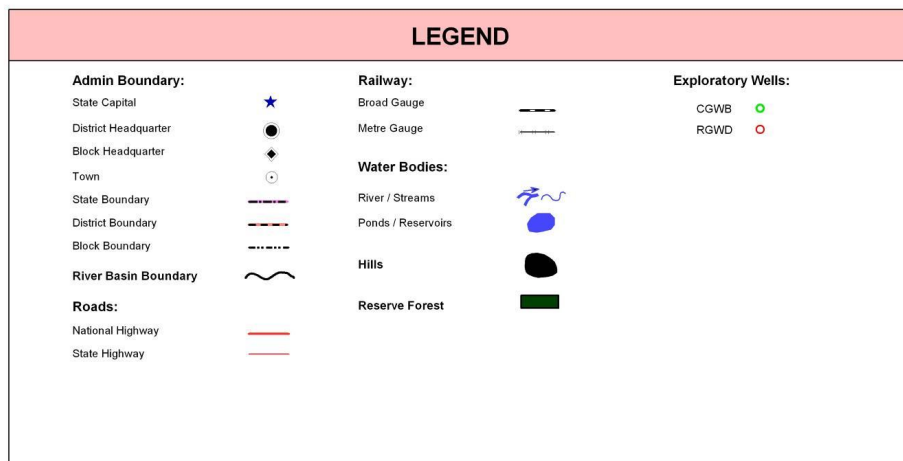 LEGEND
Admin Boundary:
State Capital
District Headquarter
Block Headquarter
Town
State Boundary
District Boundary
Block Boundary
River Basin Boundary
Roads:
National Highway
State Highway
Railway:
Broad Gauge
Metre Gauge
Water Bodies:
River / Streams
Ponds / Reservoirs
Hills
Reserve Forest
Exploratory Wells:
CGWB
RGWD